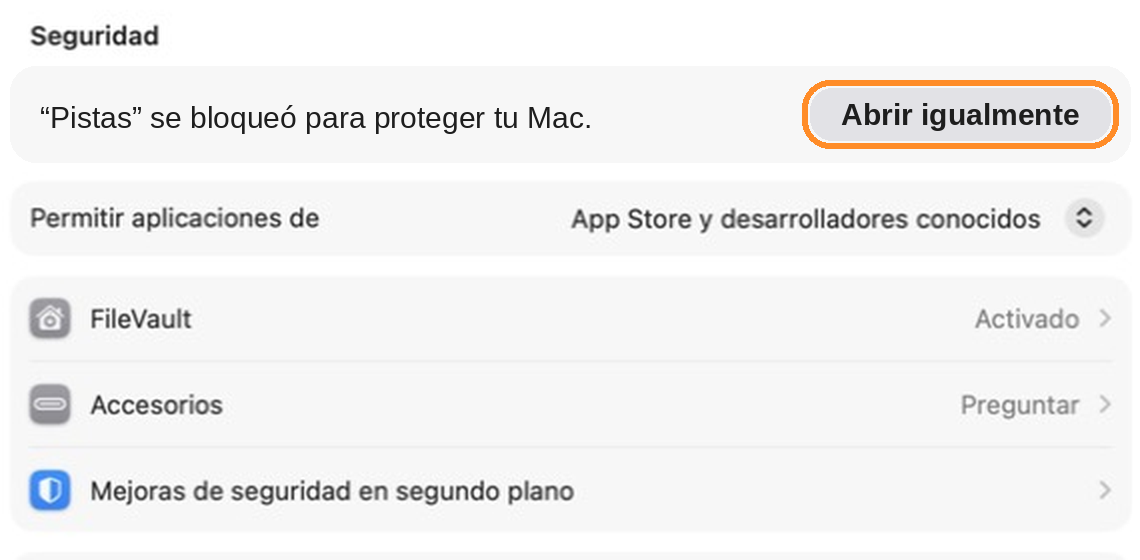 Seguridad
“Pistas” se bloqueó para proteger tu Mac.
Abrir igualmente
Permitir aplicaciones de
App Store y desarrolladores conocidos
FileVault
Activado
Accesorios
Preguntar
Mejoras de seguridad en segundo plano